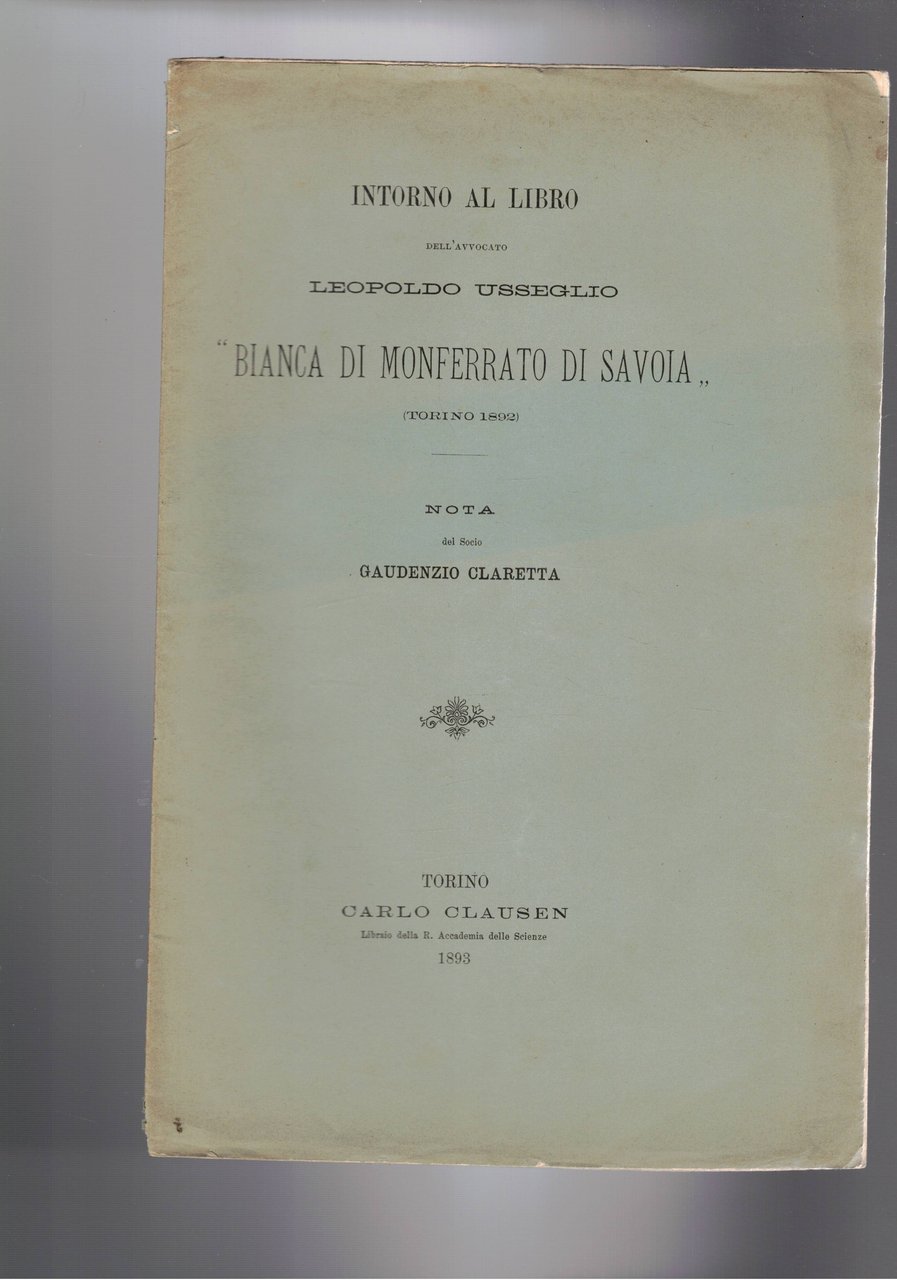 INTORNO AL LIBRO
DELL'AVVOCATO
LEOPOLDO USSEGLIO
“BIANCA DI MONFERRATO DI SAVOIA„
(TORINO 1892)
NOTA
del Socio
GAUDENZIO CLARETTA
TORINO
CARLO CLAUSEN
Libraio della R. Accademia delle Scienze
1893